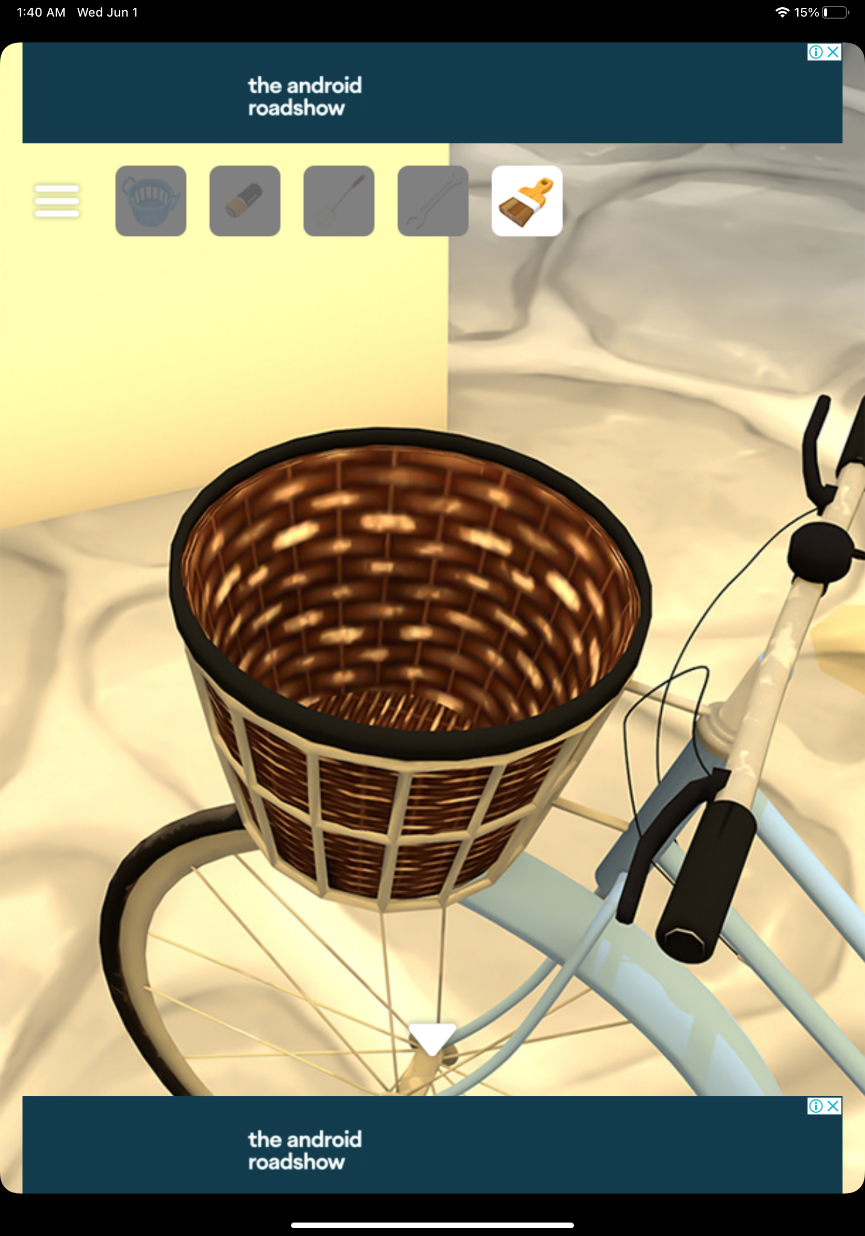 1:40 AM Wed Jun 1
15%
the android
roadshow
the android
roadshow